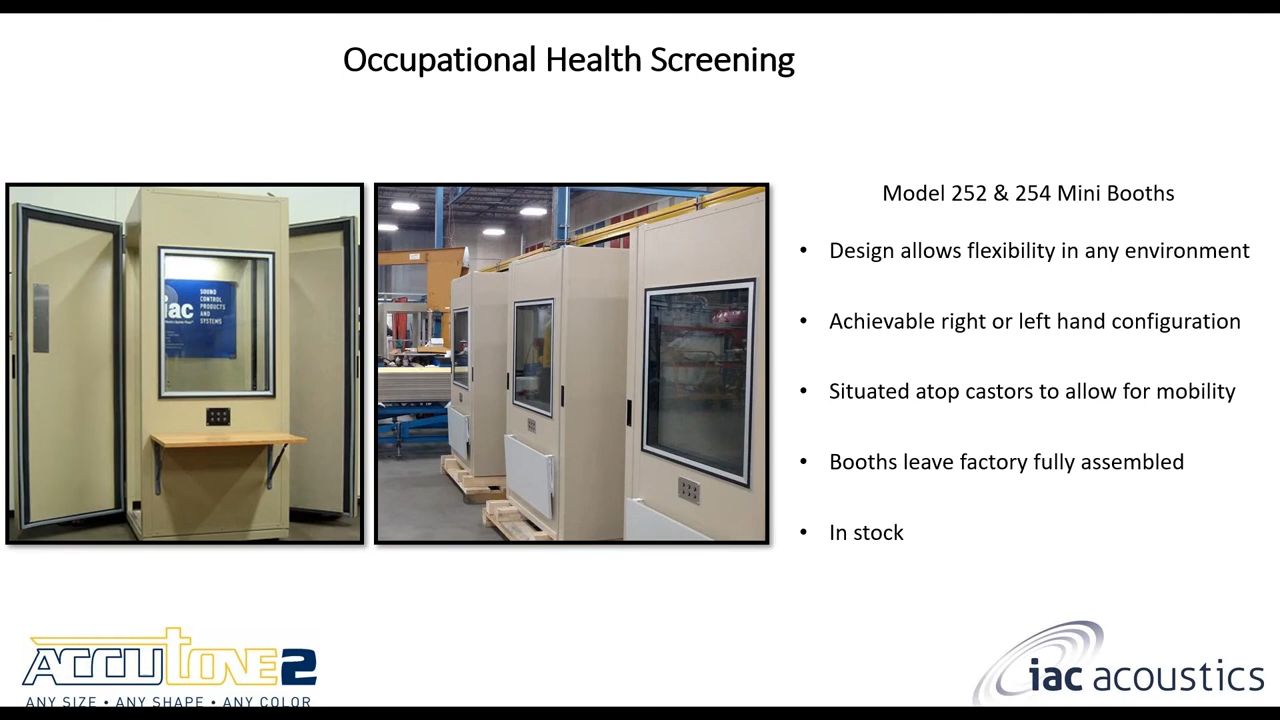 Occupational Health Screening
Model 252 & 254 Mini Booths
• Design allows flexibility in any environment
• Achievable right or left hand configuration
• Situated atop castors to allow for mobility
• Booths leave factory fully assembled
• In stock
iac
SOUND
CONTROL
PRODUCTS
AND
SYSTEMS
ACCUTONE2
ANY SIZE • ANY SHAPE • ANY COLOR
iac acoustics